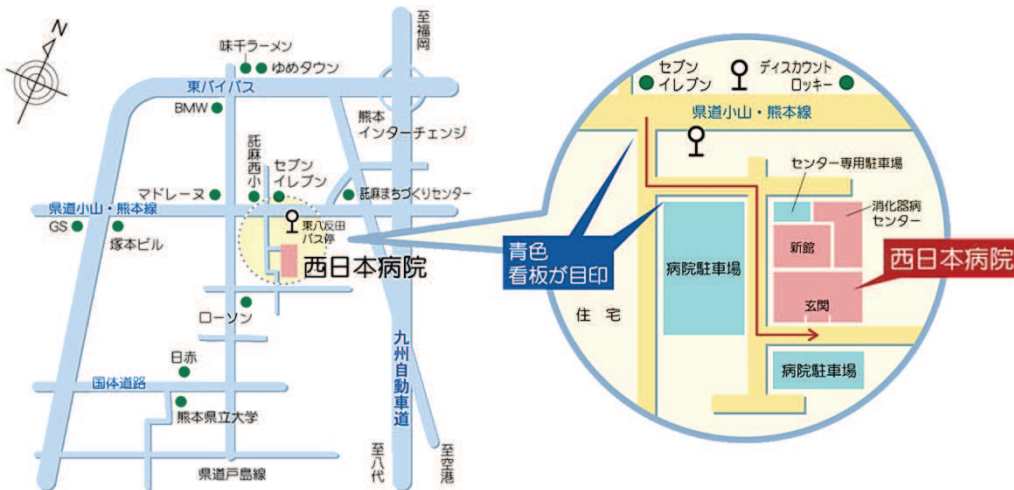 N
味千ラーメン
ゆめタウン
東バイパス
BMW
至福岡
熊本
インターチェンジ
託麻西小
セブン
イレブン
マドレーヌ
託麻まちづくりセンター
県道小山・熊本線
GS
塚本ビル
東八反田
バス停
西日本病院
ローソン
日赤
国体道路
熊本県立大学
九州自動車道
県道戸島線
至八代
至空港
セブン
イレブン
ディスカウント
ロッキー
県道小山・熊本線
センター専用駐車場
消化器病
センター
新館
青色
看板が目印
病院駐車場
西日本病院
玄関
住宅
病院駐車場